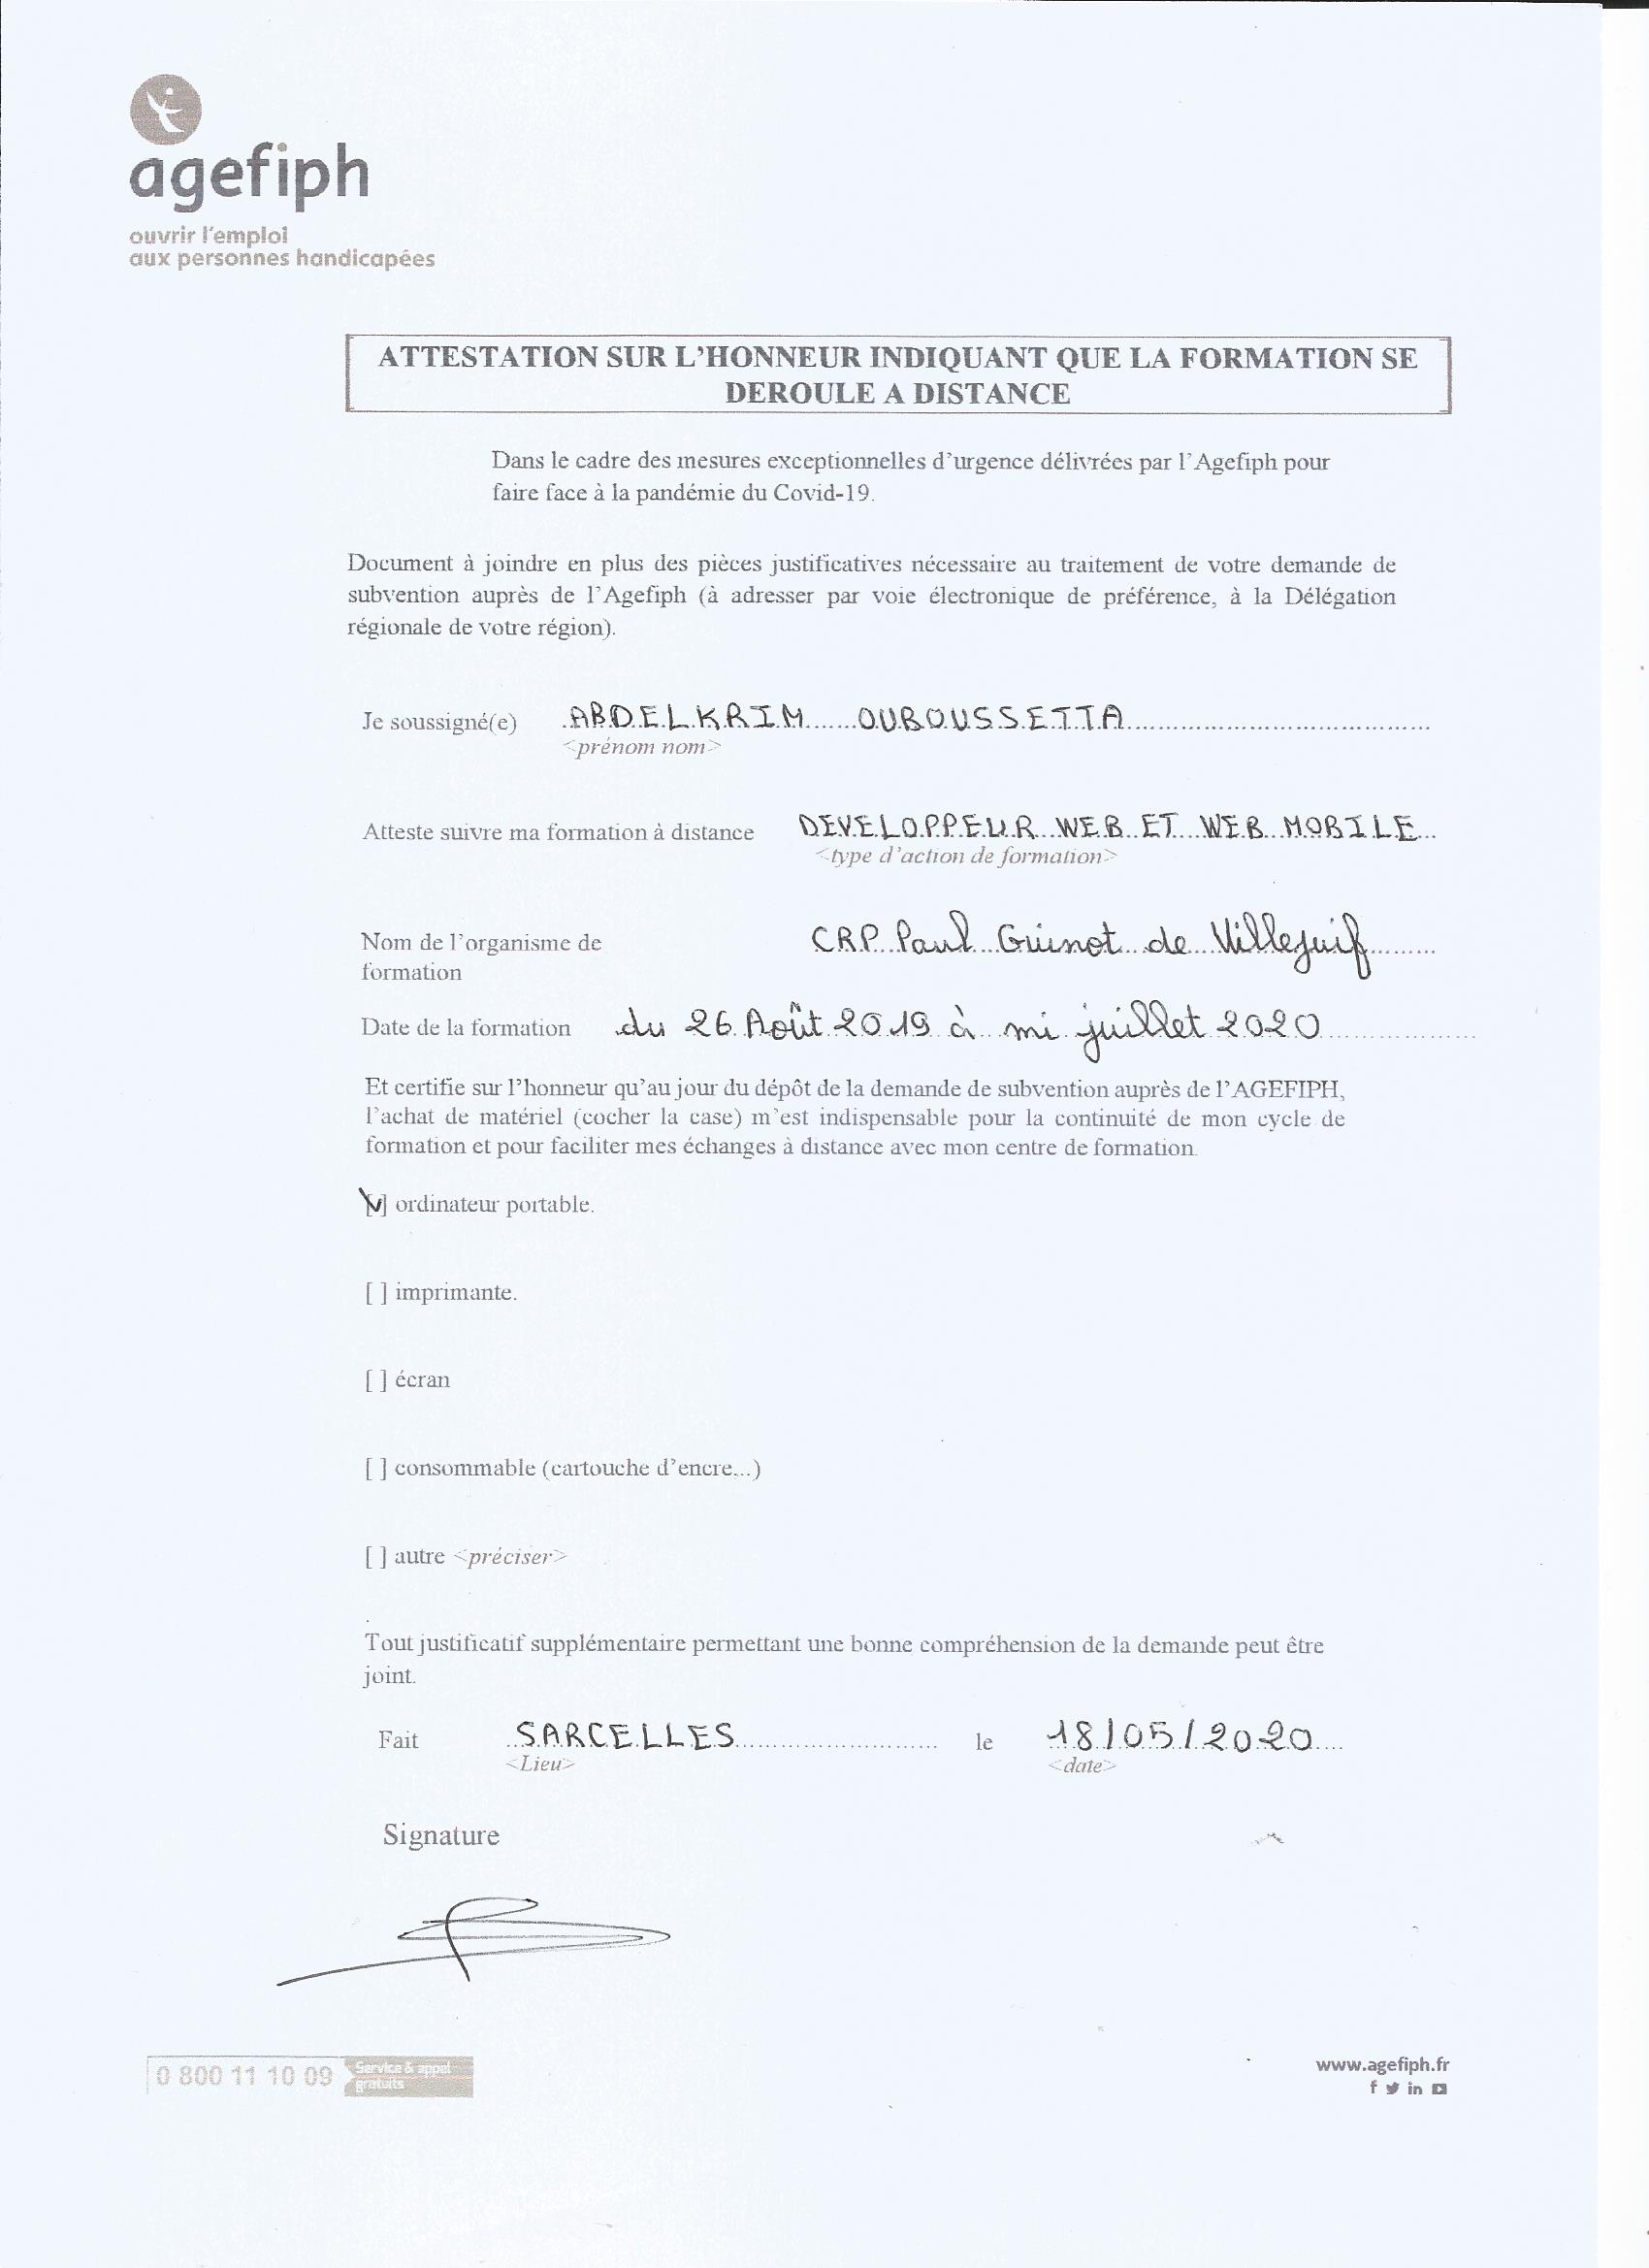 agefiph
ouvrir l'emploi
aux personnes handicapées
ATTESTATION SUR L'HONNEUR INDIQUANT QUE LA FORMATION SE
DEROULE A DISTANCE
Dans le cadre des mesures exceptionnelles d'urgence délivrées par l'Agefiph pour
faire face à la pandémie du Covid-19.
Document à joindre en plus des pièces justificatives nécessaire au traitement de votre demande de
subvention auprès de l'Agefiph (à adresser par voie électronique de préférence, à la Délégation
régionale de votre région).
Je soussigné(e) ABDELKRIM OUBOUSSETTA
<prénom nom>
Atteste suivre ma formation à distance DEVELOPPEUR WEB ET WEB MOBILE
<type d'action de formation>
Nom de l'organisme de CRP Paul Guinot de Villejuif
formation
Date de la formation du 26 Août 2019 à mi juillet 2020
Et certifie sur l'honneur qu'au jour du dépôt de la demande de subvention auprès de l'AGEFIPH,
l'achat de matériel (cocher la case) m'est indispensable pour la continuité de mon cycle de
formation et pour faciliter mes échanges à distance avec mon centre de formation.
[v] ordinateur portable.
[ ] imprimante.
[ ] écran
[ ] consommable (cartouche d'encre...)
[ ] autre <préciser>
.
Tout justificatif supplémentaire permettant une bonne compréhension de la demande peut être
joint.
Fait SARCELLES le 18/05/2020
<Lieu> <date>
Signature
0 800 11 10 09 Service & appel
gratuits
www.agefiph.fr